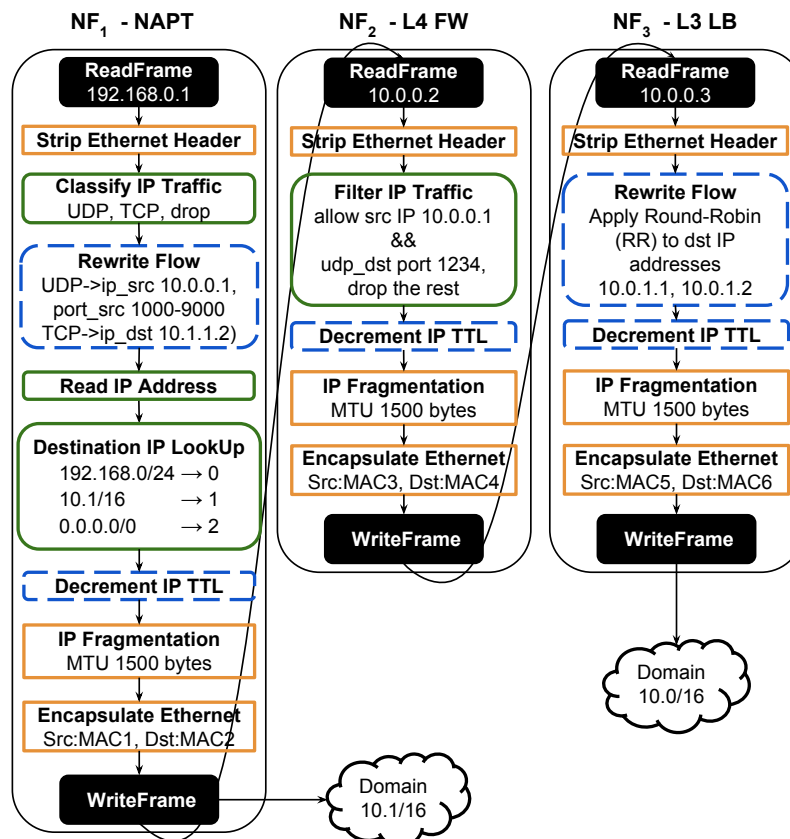 NF1 - NAPT
ReadFrame
192.168.0.1
Strip Ethernet Header
Classify IP Traffic
UDP, TCP, drop
Rewrite Flow
UDP->ip_src 10.0.0.1,
port_src 1000-9000
TCP->ip_dst 10.1.1.2)
Read IP Address
Destination IP LookUp
192.168.0/24 → 0
10.1/16 → 1
0.0.0.0/0 → 2
Decrement IP TTL
IP Fragmentation
MTU 1500 bytes
Encapsulate Ethernet
Src:MAC1, Dst:MAC2
WriteFrame
Domain
10.1/16
NF2 - L4 FW
ReadFrame
10.0.0.2
Strip Ethernet Header
Filter IP Traffic
allow src IP 10.0.0.1
&&
udp_dst port 1234,
drop the rest
Decrement IP TTL
IP Fragmentation
MTU 1500 bytes
Encapsulate Ethernet
Src:MAC3, Dst:MAC4
WriteFrame
NF3 - L3 LB
ReadFrame
10.0.0.3
Strip Ethernet Header
Rewrite Flow
Apply Round-Robin
(RR) to dst IP
addresses
10.0.1.1, 10.0.1.2
Decrement IP TTL
IP Fragmentation
MTU 1500 bytes
Encapsulate Ethernet
Src:MAC5, Dst:MAC6
WriteFrame
Domain
10.0/16